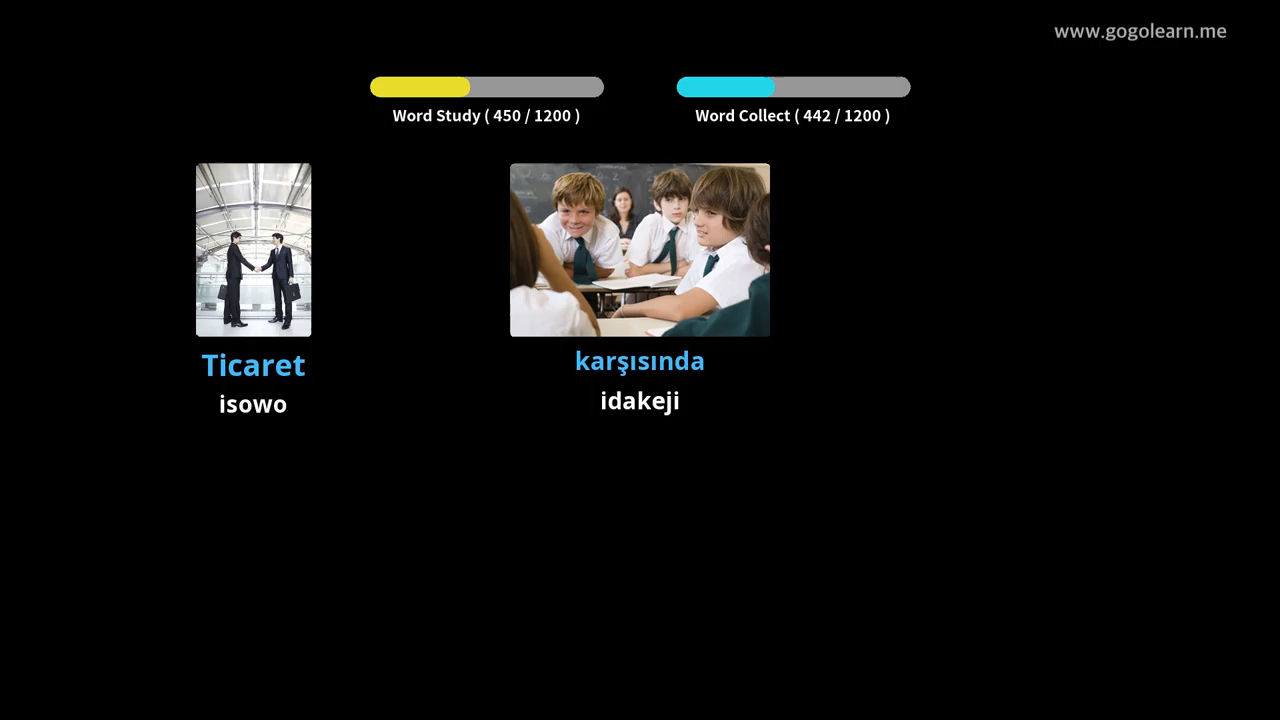 www.gogolearn.me
Word Study ( 450 / 1200 )
Word Collect ( 442 / 1200 )
Ticaret
isowo
karşısında
idakeji